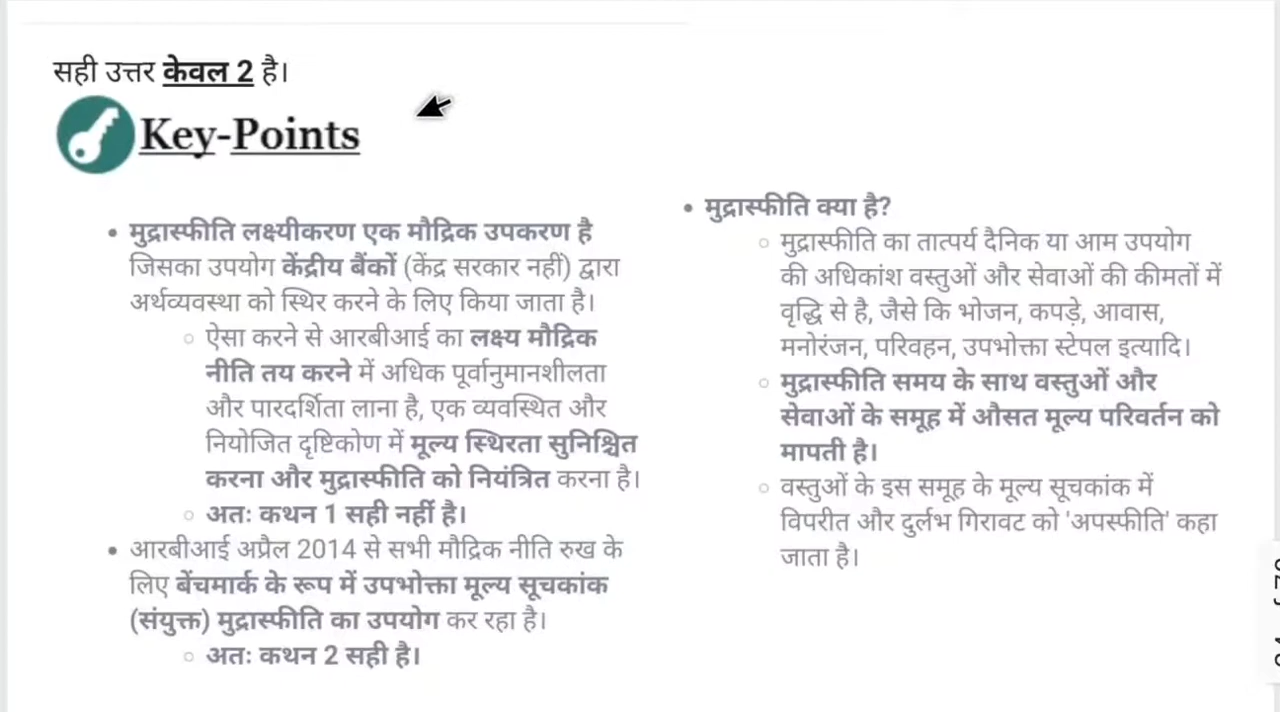 सही उत्तर केवल 2 है।
Key-Points
मुद्रास्फीति लक्ष्यीकरण एक मौद्रिक उपकरण है
जिसका उपयोग केंद्रीय बैंकों (केंद्र सरकार नहीं) द्वारा
अर्थव्यवस्था को स्थिर करने के लिए किया जाता है।
ऐसा करने से आरबीआई का लक्ष्य मौद्रिक
नीति तय करने में अधिक पूर्वानुमानशीलता
और पारदर्शिता लाना है, एक व्यवस्थित और
नियोजित दृष्टिकोण में मूल्य स्थिरता सुनिश्चित
करना और मुद्रास्फीति को नियंत्रित करना है।
अतः कथन 1 सही नहीं है।
आरबीआई अप्रैल 2014 से सभी मौद्रिक नीति रुख के
लिए बेंचमार्क के रूप में उपभोक्ता मूल्य सूचकांक
(संयुक्त) मुद्रास्फीति का उपयोग कर रहा है।
अतः कथन 2 सही है।
मुद्रास्फीति क्या है?
मुद्रास्फीति का तात्पर्य दैनिक या आम उपयोग
की अधिकांश वस्तुओं और सेवाओं की कीमतों में
वृद्धि से है, जैसे कि भोजन, कपड़े, आवास,
मनोरंजन, परिवहन, उपभोक्ता स्टेपल इत्यादि।
मुद्रास्फीति समय के साथ वस्तुओं और
सेवाओं के समूह में औसत मूल्य परिवर्तन को
मापती है।
वस्तुओं के इस समूह के मूल्य सूचकांक में
विपरीत और दुर्लभ गिरावट को 'अपस्फीति' कहा
जाता है।